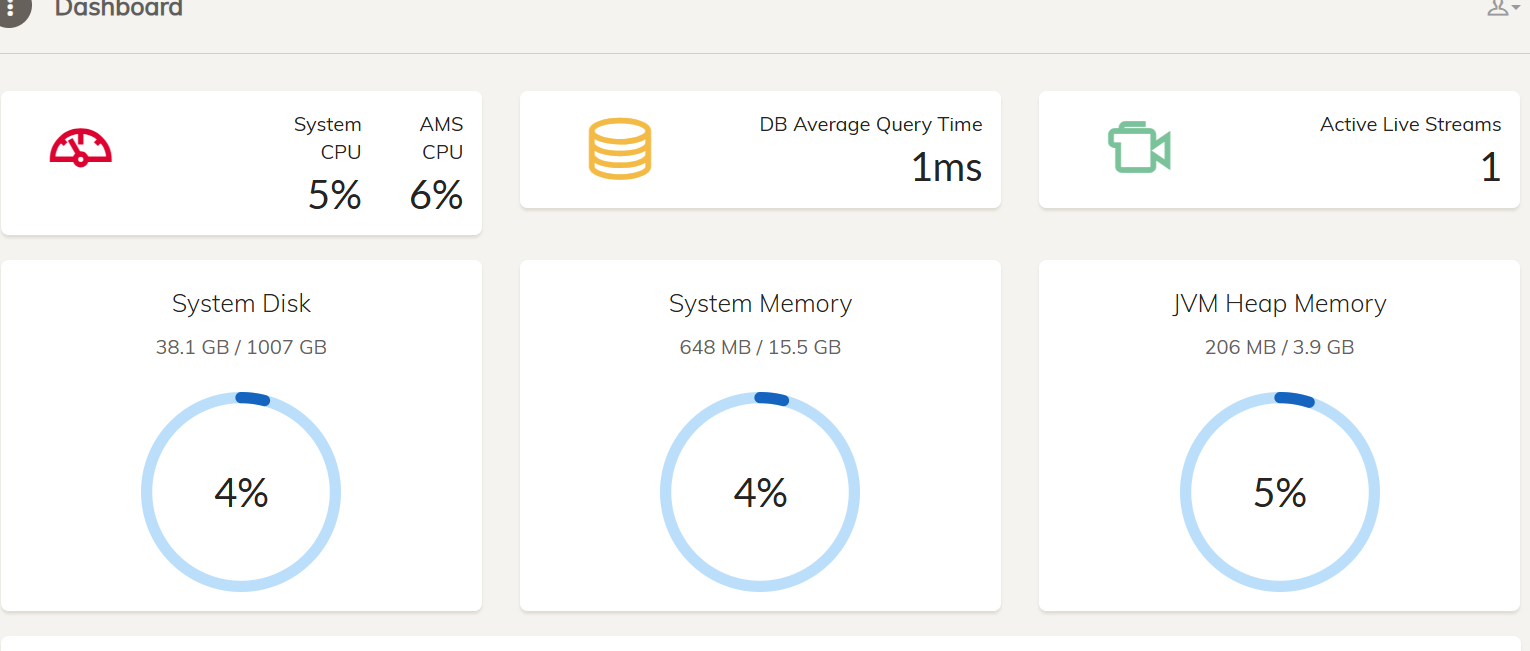 Dashboard
System CPU
5%
AMS CPU
6%
DB Average Query Time
1ms
Active Live Streams
1
System Disk
38.1 GB / 1007 GB
4%
System Memory
648 MB / 15.5 GB
4%
JVM Heap Memory
206 MB / 3.9 GB
5%